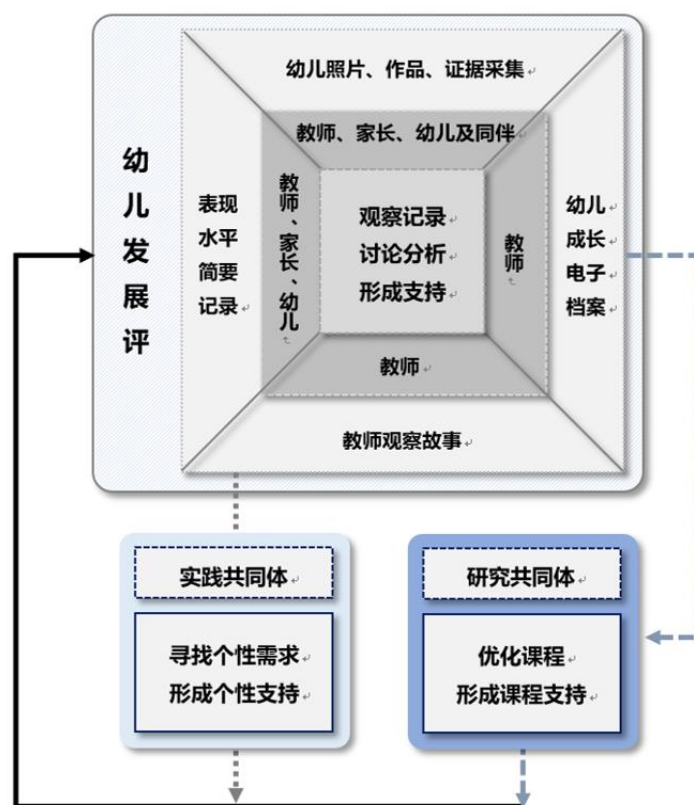 幼儿照片、作品、证据采集
教师、家长、幼儿及同伴
幼儿发展评
表现
水平
简要
记录
教师、家长、幼儿
观察记录
讨论分析
形成支持
教师
幼儿
成长
电子
档案
教师
教师观察故事
实践共同体
寻找个性需求
形成个性支持
研究共同体
优化课程
形成课程支持